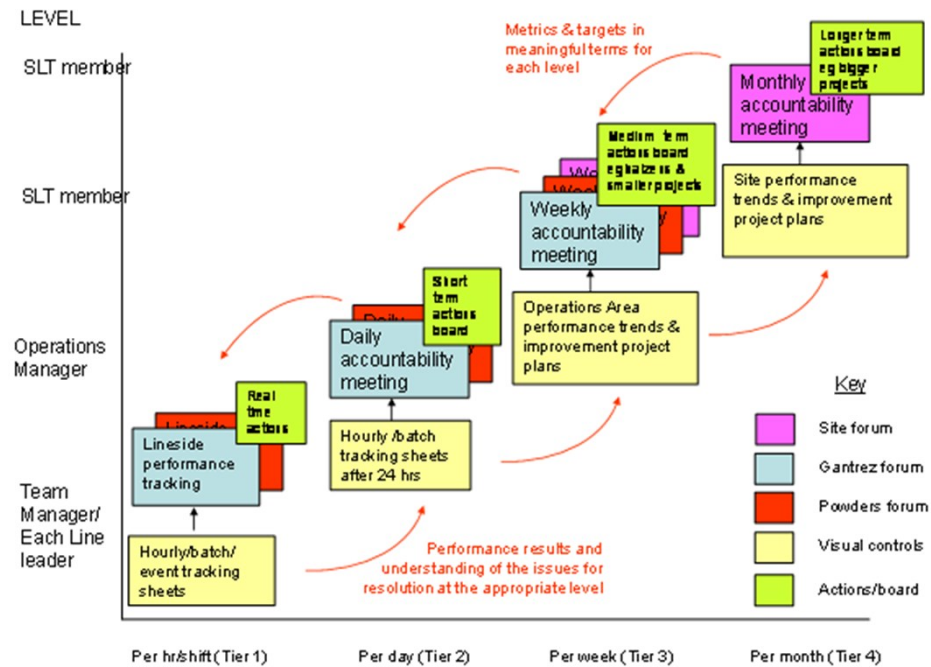 LEVEL
SLT member
SLT member
Operations
Manager
Team
Manager/
Each Line
leader
Metrics & targets in
meaningful terms for
each level
Longer term
actions board
eg bigger
projects
Monthly
accountability
meeting
Site performance
trends & improvement
project plans
Medium term
actions board
eg kaizens &
smaller projects
Weekly
accountability
meeting
Operations Area
performance trends &
improvement project
plans
Short
term
actions
board
Daily
Daily
accountability
meeting
Hourly/batch
tracking sheets
after 24 hrs
Real
time
actions
Lineside
Lineside
performance
tracking
Hourly/batch/
event tracking
sheets
Performance results and
understanding of the issues for
resolution at the appropriate level
Key
Site forum
Gantrez forum
Powders forum
Visual controls
Actions/board
Per hr/shift (Tier 1)
Per day (Tier 2)
Per week (Tier 3)
Per month (Tier 4)